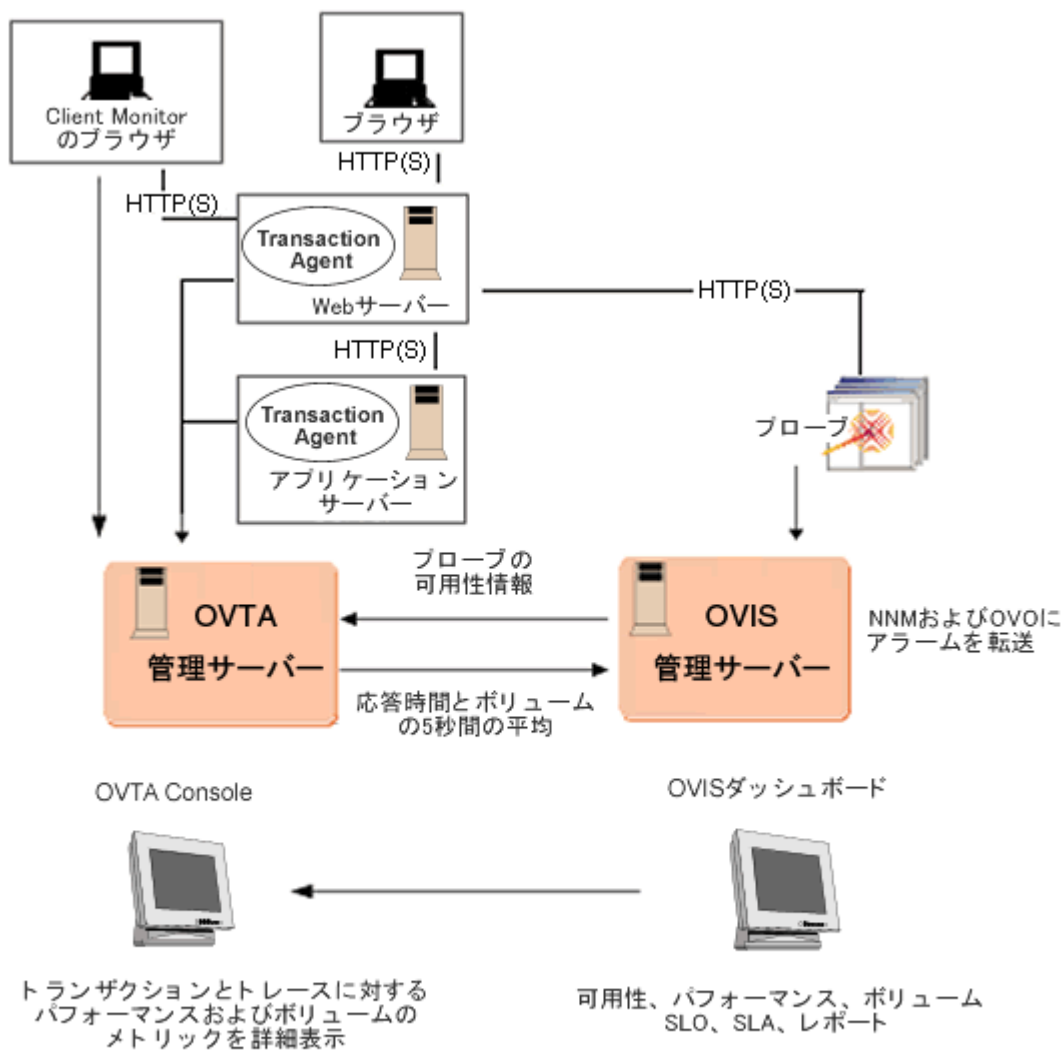 Client Monitor
のブラウザ
ブラウザ
HTTP(S)
HTTP(S)
Transaction
Agent
Webサーバー
HTTP(S)
HTTP(S)
Transaction
Agent
アプリケーション
サーバー
プローブ
プローブの
可用性情報
OVTA
管理サーバー
OVIS
管理サーバー
NNMおよびOVOに
アラームを転送
応答時間とボリューム
の5秒間の平均
OVTA Console
OVISダッシュボード
トランザクションとトレースに対する
パフォーマンスおよびボリュームの
メトリックを詳細表示
可用性、パフォーマンス、ボリューム
SLO、SLA、レポート